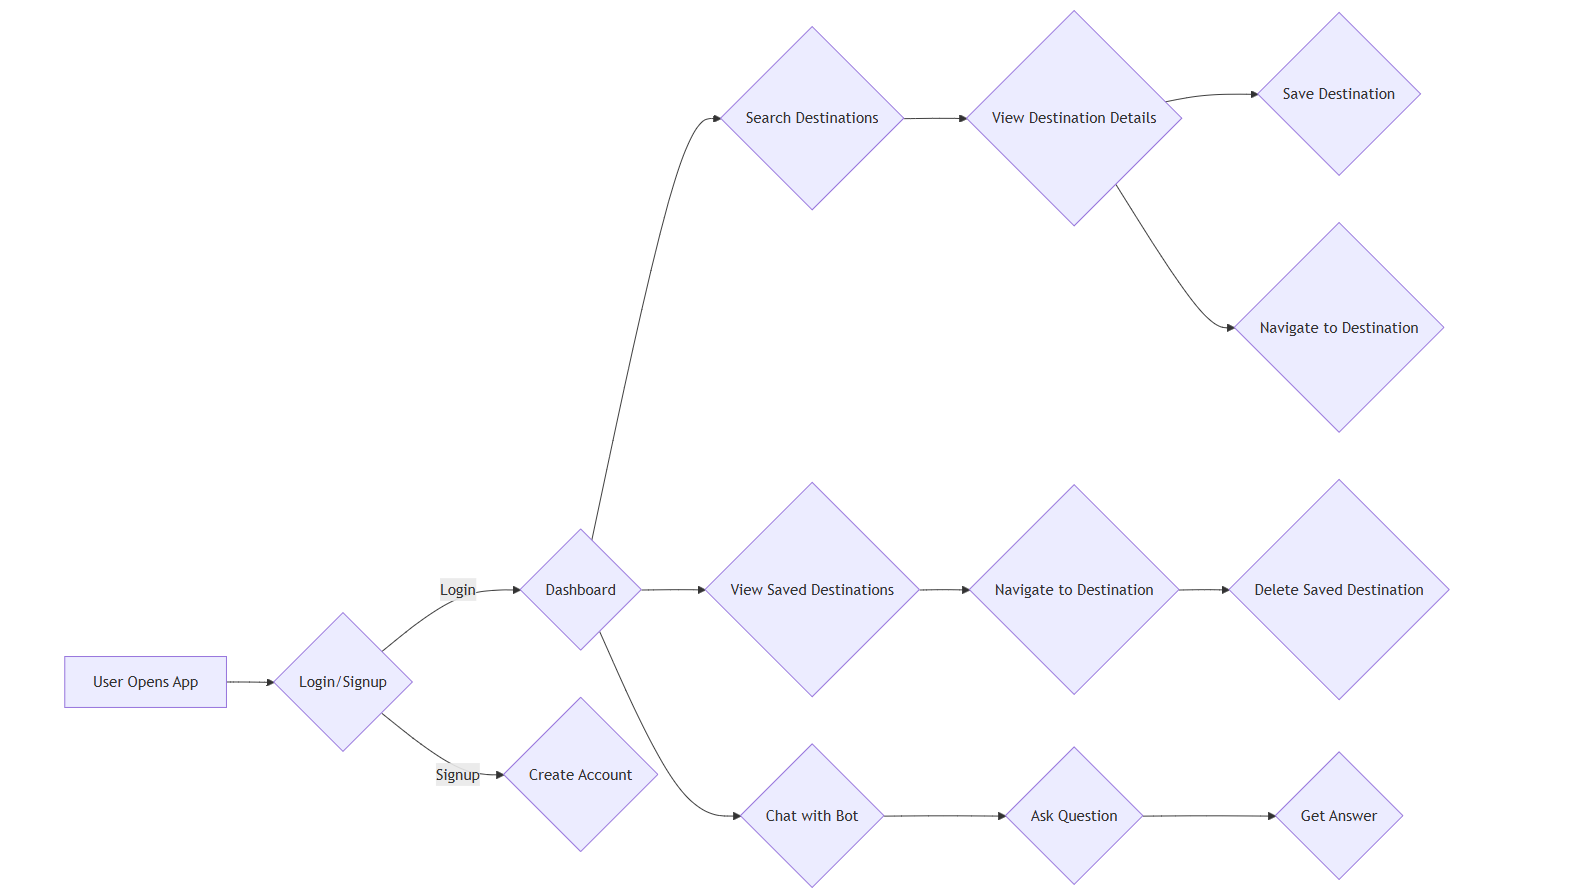 Save Destination
Search Destinations
View Destination Details
Navigate to Destination
Login
Dashboard
View Saved Destinations
Navigate to Destination
Delete Saved Destination
User Opens App
Login/Signup
Signup
Create Account
Chat with Bot
Ask Question
Get Answer